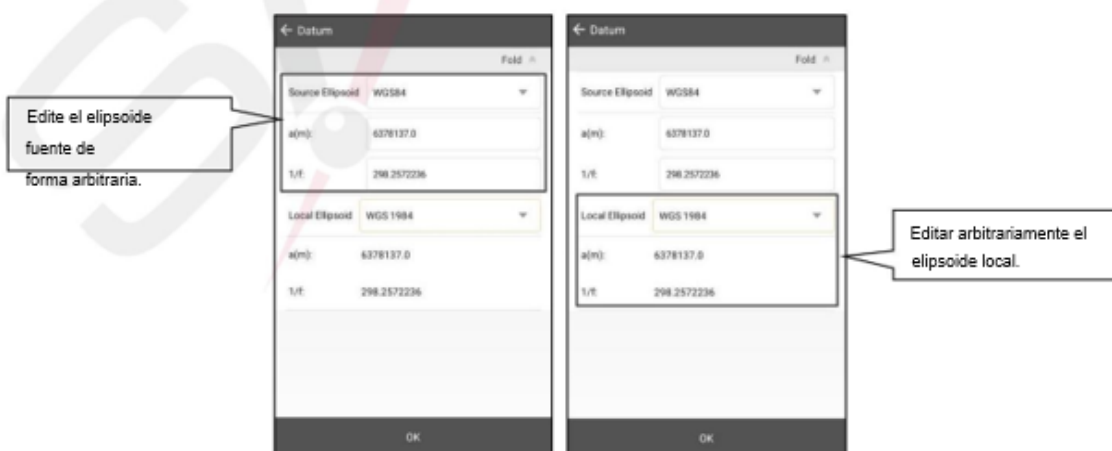 Edite el elipsoide
fuente de
forma arbitraria.
← Datum
Fold
Source Ellipsoid WGS84
a(m): 6378137.0
1/f: 298.2572236
Local Ellipsoid WGS 1984
a(m): 6378137.0
1/f: 298.2572236
OK
← Datum
Fold
Source Ellipsoid WGS84
a(m): 6378137.0
1/f: 298.2572236
Local Ellipsoid WGS 1984
a(m): 6378137.0
1/f: 298.2572236
OK
Editar arbitrariamente el
elipsoide local.